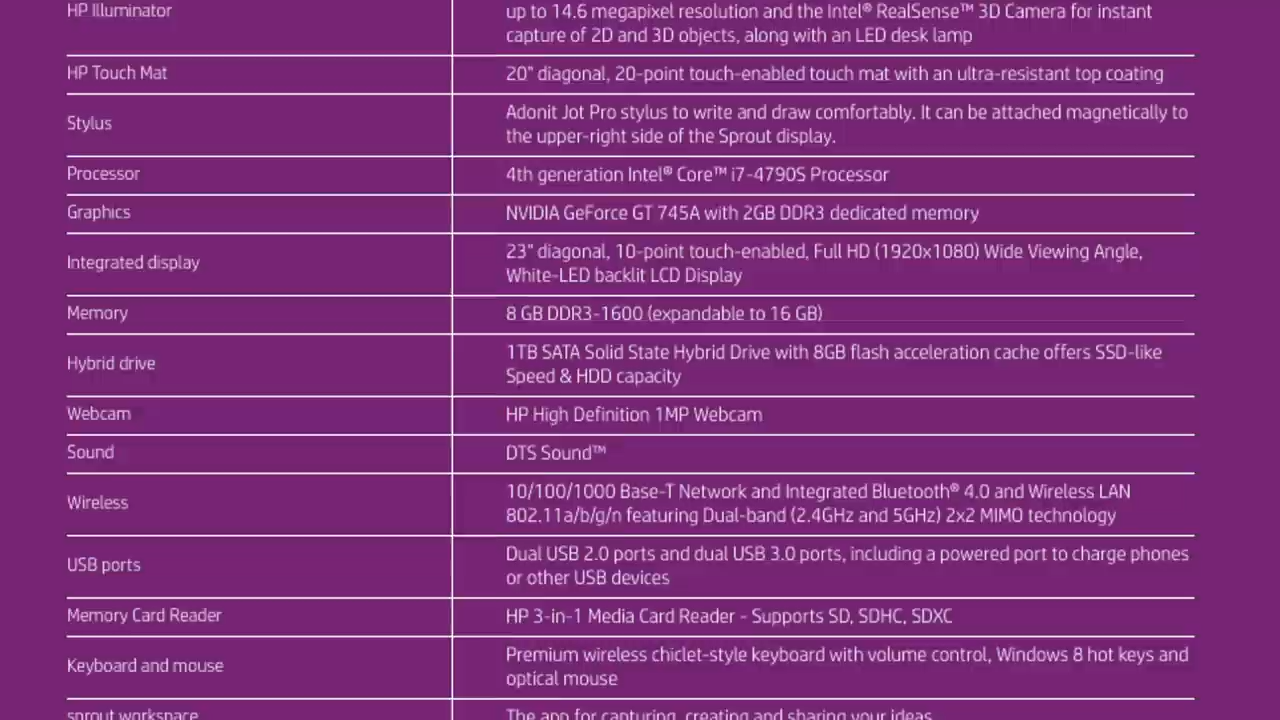 HP Illuminator
up to 14.6 megapixel resolution and the Intel® RealSense™ 3D Camera for instant
capture of 2D and 3D objects, along with an LED desk lamp
HP Touch Mat
20" diagonal, 20-point touch-enabled touch mat with an ultra-resistant top coating
Stylus
Adonit Jot Pro stylus to write and draw comfortably. It can be attached magnetically to
the upper-right side of the Sprout display.
Processor
4th generation Intel® Core™ i7-4790S Processor
Graphics
NVIDIA GeForce GT 745A with 2GB DDR3 dedicated memory
Integrated display
23" diagonal, 10-point touch-enabled, Full HD (1920x1080) Wide Viewing Angle,
White-LED backlit LCD Display
Memory
8 GB DDR3-1600 (expandable to 16 GB)
Hybrid drive
1TB SATA Solid State Hybrid Drive with 8GB flash acceleration cache offers SSD-like
Speed & HDD capacity
Webcam
HP High Definition 1MP Webcam
Sound
DTS Sound™
Wireless
10/100/1000 Base-T Network and Integrated Bluetooth® 4.0 and Wireless LAN
802.11a/b/g/n featuring Dual-band (2.4GHz and 5GHz) 2x2 MIMO technology
USB ports
Dual USB 2.0 ports and dual USB 3.0 ports, including a powered port to charge phones
or other USB devices
Memory Card Reader
HP 3-in-1 Media Card Reader - Supports SD, SDHC, SDXC
Keyboard and mouse
Premium wireless chiclet-style keyboard with volume control, Windows 8 hot keys and
optical mouse
sprout workspace
The app for capturing, creating and sharing your ideas